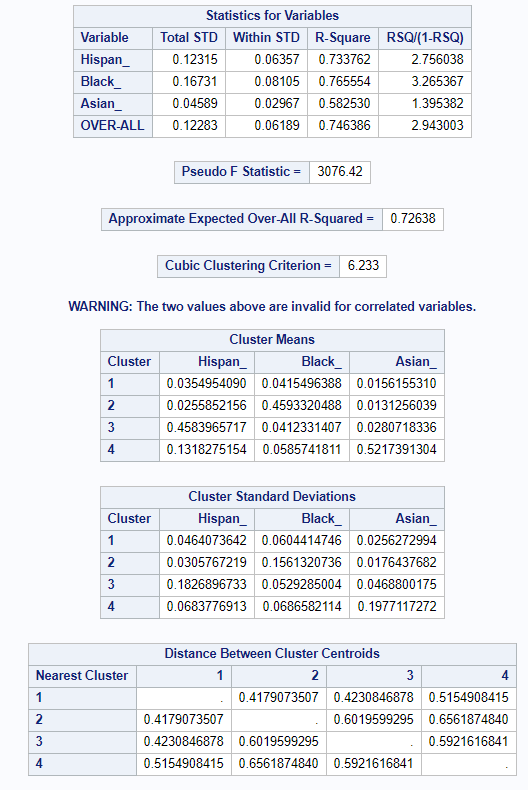 Statistics for Variables
Variable Total STD Within STD R-Square RSQ/(1-RSQ)
Hispan_ 0.12315 0.06357 0.733762 2.756038
Black_ 0.16731 0.08105 0.765554 3.265367
Asian_ 0.04589 0.02967 0.582530 1.395382
OVER-ALL 0.12283 0.06189 0.746386 2.943003
Pseudo F Statistic = 3076.42
Approximate Expected Over-All R-Squared = 0.72638
Cubic Clustering Criterion = 6.233
WARNING: The two values above are invalid for correlated variables.
Cluster Means
Cluster Hispan_ Black_ Asian_
1 0.0354954090 0.0415496388 0.0156155310
2 0.0255852156 0.4593320488 0.0131256039
3 0.4583965717 0.0412331407 0.0280718336
4 0.1318275154 0.0585741811 0.5217391304
Cluster Standard Deviations
Cluster Hispan_ Black_ Asian_
1 0.0464073642 0.0604414746 0.0256272994
2 0.0305767219 0.1561320736 0.0176437682
3 0.1826896733 0.0529285004 0.0468800175
4 0.0683776913 0.0686582114 0.1977117272
Distance Between Cluster Centroids
Nearest Cluster 1 2 3 4
1 . 0.4179073507 0.4230846878 0.5154908415
2 0.4179073507 . 0.6019599295 0.6561874840
3 0.4230846878 0.6019599295 . 0.5921616841
4 0.5154908415 0.6561874840 0.5921616841 .